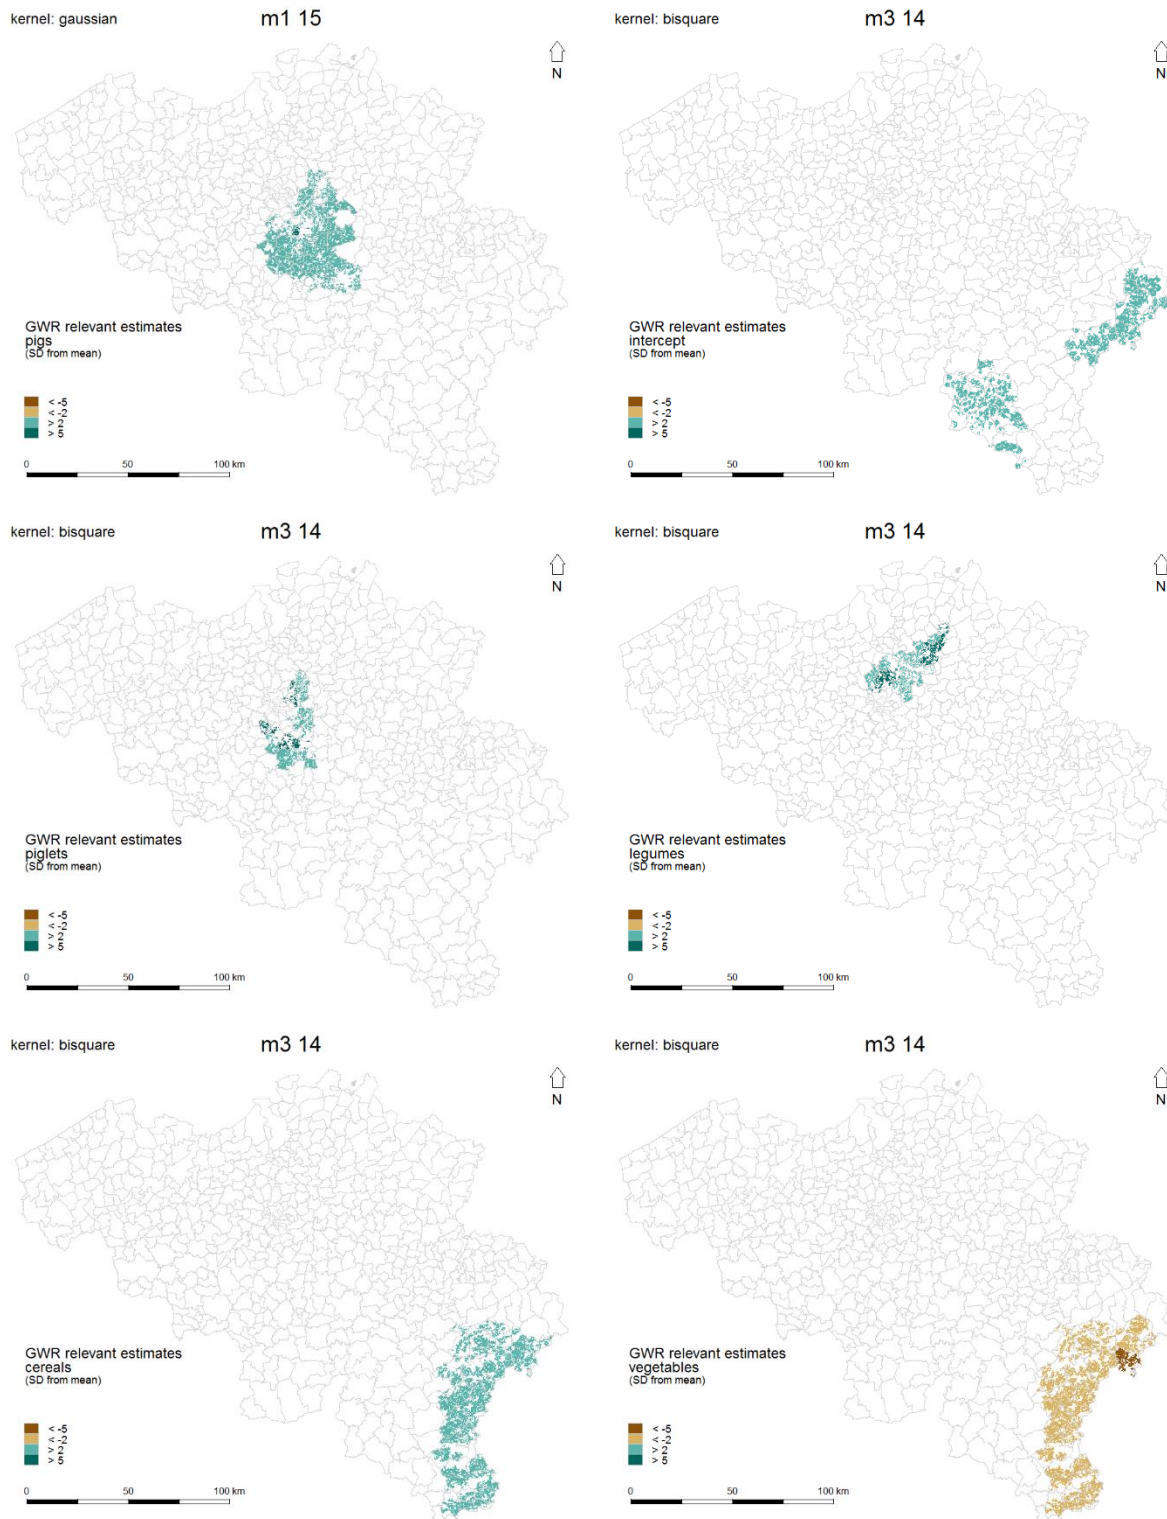 kernel: gaussian
m1 15
N
GWR relevant estimates
pigs
(SD from mean)
< -5
< -2
> 2
> 5
0 50 100 km
kernel: bisquare
m3 14
N
GWR relevant estimates
intercept
(SD from mean)
< -5
< -2
> 2
> 5
0 50 100 km
kernel: bisquare
m3 14
N
GWR relevant estimates
piglets
(SD from mean)
< -5
< -2
> 2
> 5
0 50 100 km
kernel: bisquare
m3 14
N
GWR relevant estimates
legumes
(SD from mean)
< -5
< -2
> 2
> 5
0 50 100 km
kernel: bisquare
m3 14
N
GWR relevant estimates
cereals
(SD from mean)
< -5
< -2
> 2
> 5
0 50 100 km
kernel: bisquare
m3 14
N
GWR relevant estimates
vegetables
(SD from mean)
< -5
< -2
> 2
> 5
0 50 100 km